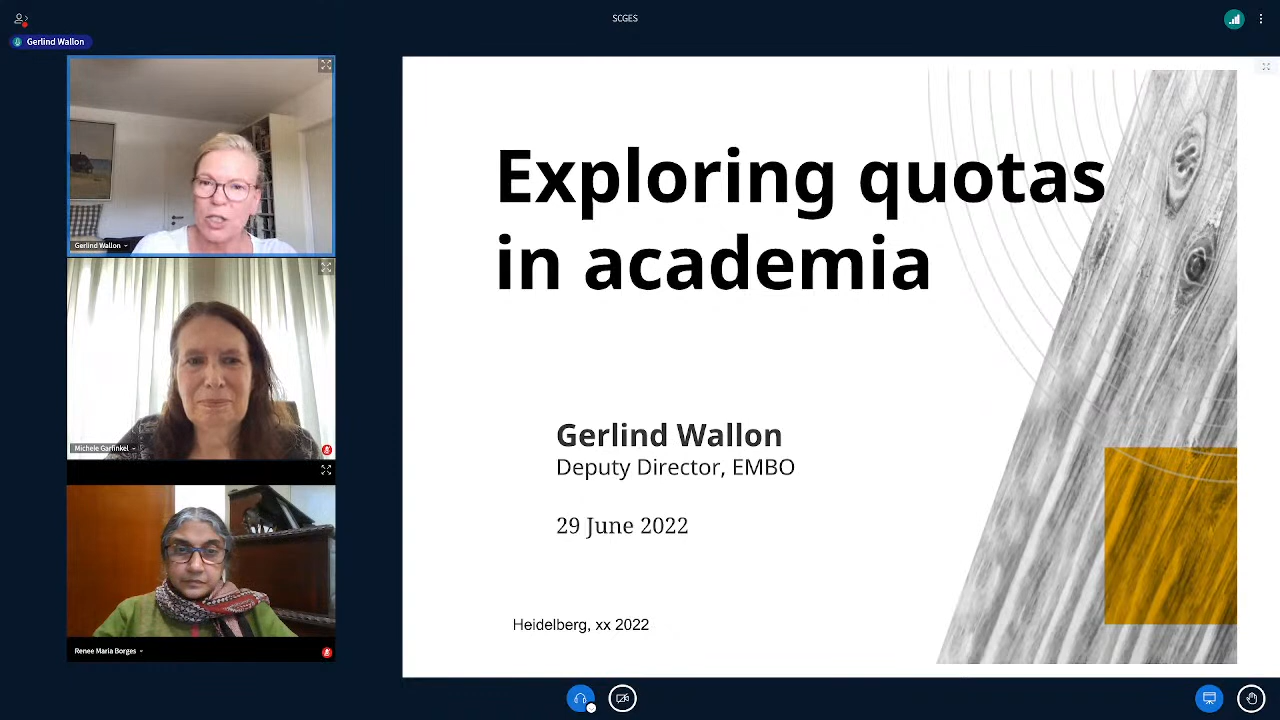 SCGES
Gerlind Wallon
Gerlind Wallon
Michele Garfinkel
Renee Maria Borges
Exploring quotas
in academia
Gerlind Wallon
Deputy Director, EMBO
29 June 2022
Heidelberg, xx 2022